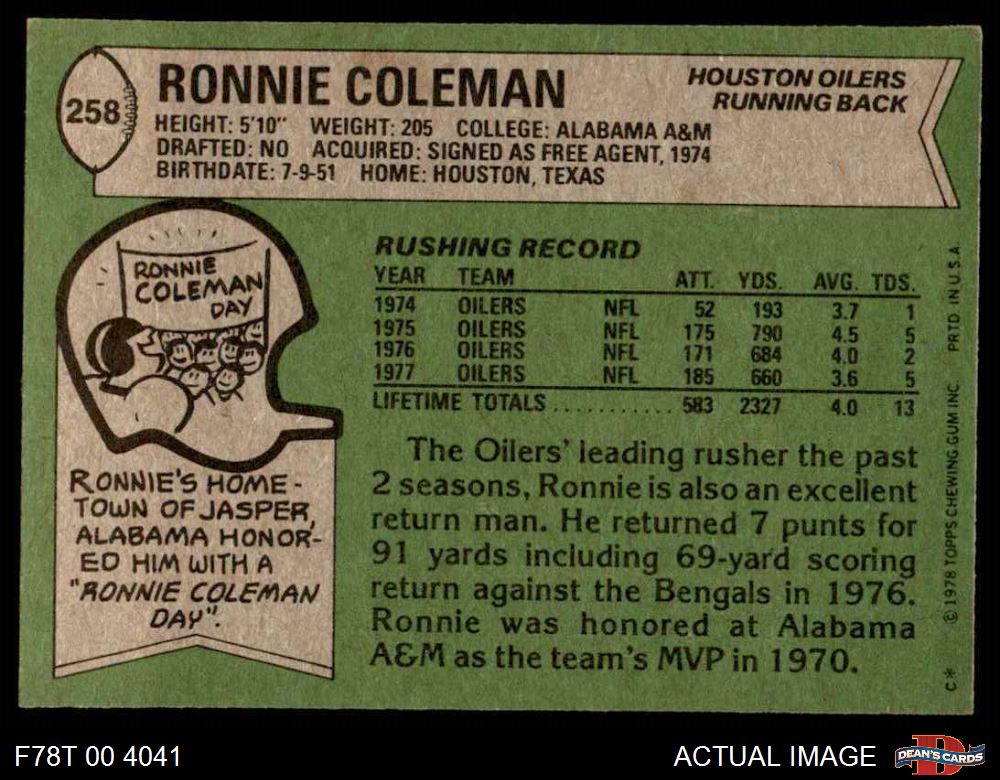 258
RONNIE COLEMAN
HOUSTON OILERS
RUNNING BACK
HEIGHT: 5'10" WEIGHT: 205 COLLEGE: ALABAMA A&M
DRAFTED: NO ACQUIRED: SIGNED AS FREE AGENT, 1974
BIRTHDATE: 7-9-51 HOME: HOUSTON, TEXAS
RONNIE
COLEMAN
DAY
RONNIE'S HOME-
TOWN OF JASPER,
ALABAMA HONOR-
ED HIM WITH A
"RONNIE COLEMAN
DAY".
RUSHING RECORD
YEAR TEAM ATT. YDS. AVG. TDS.
1974 OILERS NFL 52 193 3.7 1
1975 OILERS NFL 175 790 4.5 5
1976 OILERS NFL 171 684 4.0 2
1977 OILERS NFL 185 660 3.6 5
LIFETIME TOTALS ........... 583 2327 4.0 13
The Oilers' leading rusher the past
2 seasons, Ronnie is also an excellent
return man. He returned 7 punts for
91 yards including 69-yard scoring
return against the Bengals in 1976.
Ronnie was honored at Alabama
A&M as the team's MVP in 1970.
C* © 1978 TOPPS CHEWING GUM INC. PRTD IN U.S.A.
F78T 00 4041
ACTUAL IMAGE
D
DEAN'S CARDS